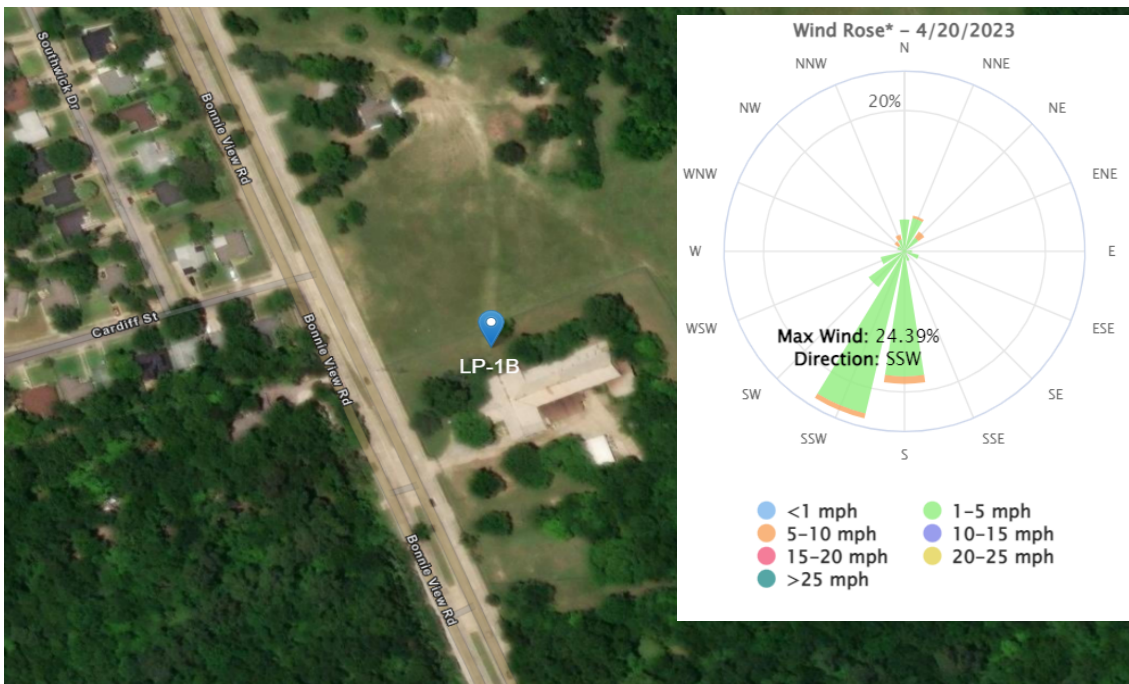 Southwick Dr
Bonnie View Rd
Cardiff St
Bonnie View Rd
Bonnie View Rd
LP-1B
Wind Rose* – 4/20/2023
N
NNW
NNE
NW
20%
NE
WNW
ENE
W
E
WSW
ESE
Max Wind: 24.39%
Direction: SSW
SW
SE
SSW
SSE
S
<1 mph
1–5 mph
5–10 mph
10–15 mph
15–20 mph
20–25 mph
>25 mph